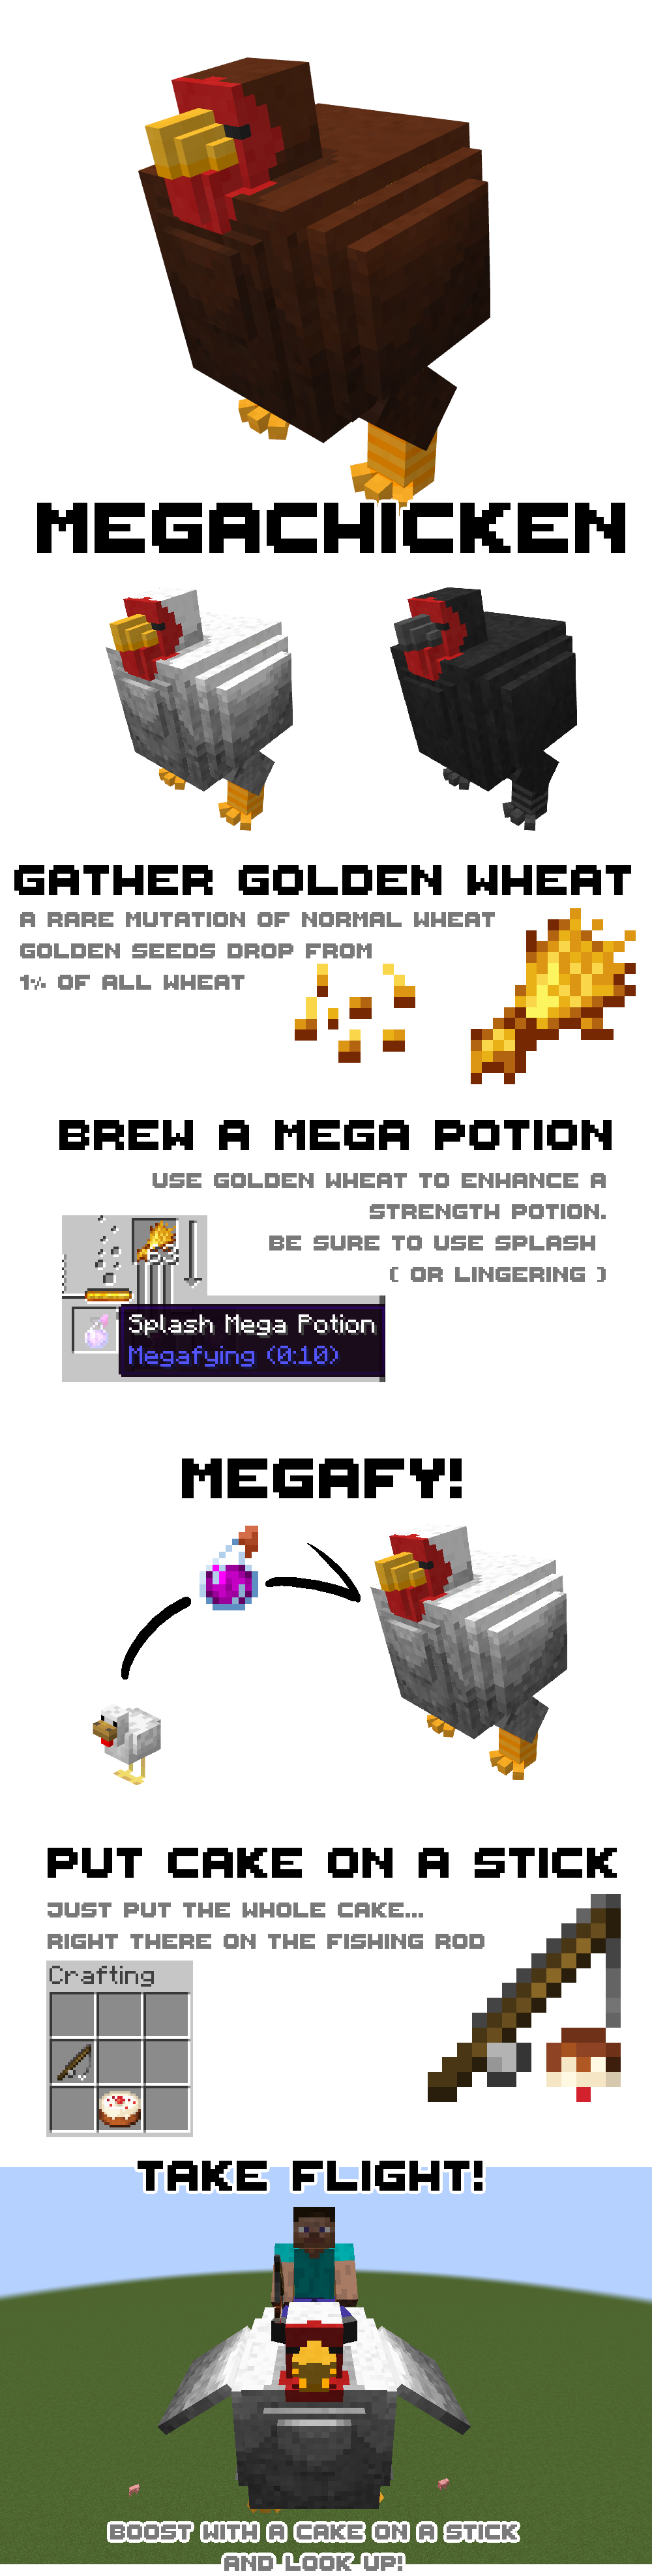 MEGACHICKEN
GATHER GOLDEN WHEAT
A RARE MUTATION OF NORMAL WHEAT
GOLDEN SEEDS DROP FROM
1% OF ALL WHEAT
BREW A MEGA POTION
USE GOLDEN WHEAT TO ENHANCE A
STRENGTH POTION.
BE SURE TO USE SPLASH
( OR LINGERING )
Splash Mega Potion
Megafying (0:10)
MEGAFY!
PUT CAKE ON A STICK
JUST PUT THE WHOLE CAKE...
RIGHT THERE ON THE FISHING ROD
Crafting
TAKE FLIGHT!
BOOST WITH A CAKE ON A STICK
AND LOOK UP!